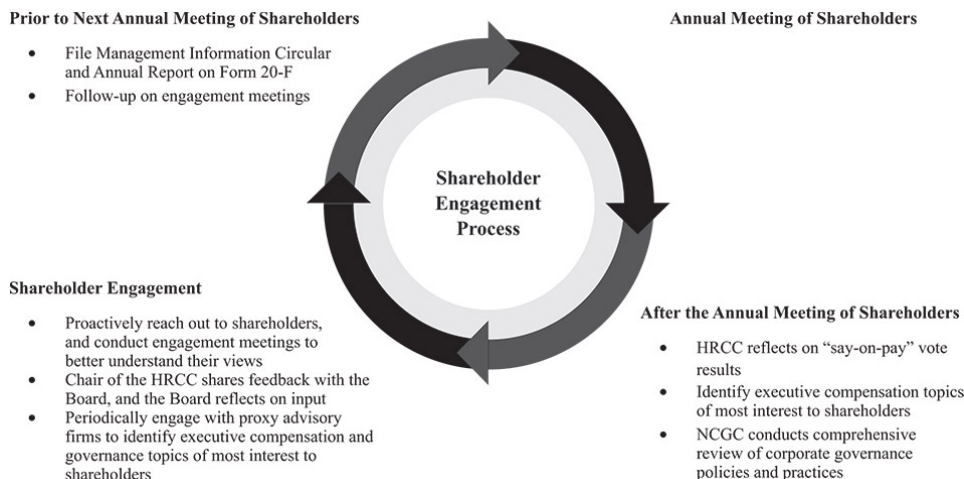 Prior to Next Annual Meeting of Shareholders
• File Management Information Circular
and Annual Report on Form 20-F
• Follow-up on engagement meetings
Annual Meeting of Shareholders
Shareholder
Engagement
Process
Shareholder Engagement
• Proactively reach out to shareholders,
and conduct engagement meetings to
better understand their views
• Chair of the HRCC shares feedback with the
Board, and the Board reflects on input
• Periodically engage with proxy advisory
firms to identify executive compensation and
governance topics of most interest to
shareholders
After the Annual Meeting of Shareholders
• HRCC reflects on “say-on-pay” vote
results
• Identify executive compensation topics
of most interest to shareholders
• NCGC conducts comprehensive
review of corporate governance
policies and practices